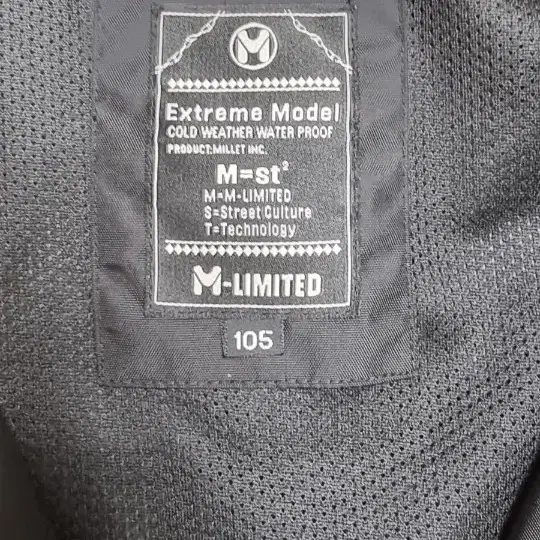 M
Extreme Model
COLD WEATHER WATER PROOF
PRODUCT:MILLET INC.
M=st²
M=M-LIMITED
S=Street Culture
T=Technology
M-LIMITED
105